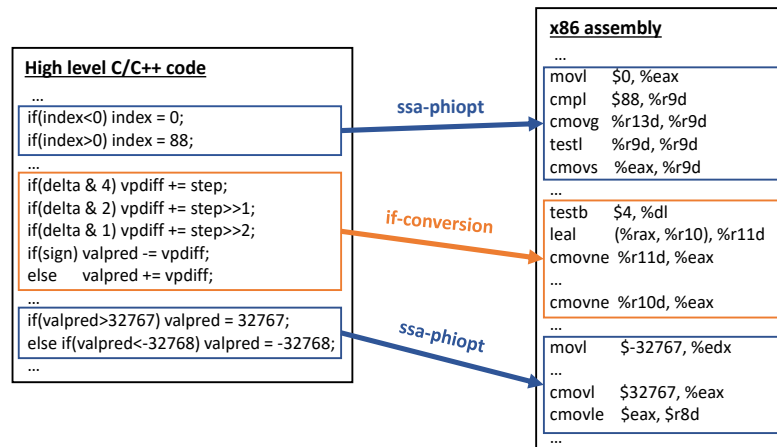 High level C/C++ code
...
if(index<0) index = 0;
if(index>0) index = 88;
...
if(delta & 4) vpdiff += step;
if(delta & 2) vpdiff += step>>1;
if(delta & 1) vpdiff += step>>2;
if(sign) valpred -= vpdiff;
else valpred += vpdiff;
...
if(valpred>32767) valpred = 32767;
else if(valpred<-32768) valpred = -32768;
...
ssa-phiopt
if-conversion
ssa-phiopt
x86 assembly
...
movl $0, %eax
cmpl $88, %r9d
cmovg %r13d, %r9d
testl %r9d, %r9d
cmovs %eax, %r9d
...
testb $4, %dl
leal (%rax, %r10), %r11d
cmovne %r11d, %eax
...
cmovne %r10d, %eax
...
movl $-32767, %edx
...
cmovl $32767, %eax
cmovle $eax, $r8d
...